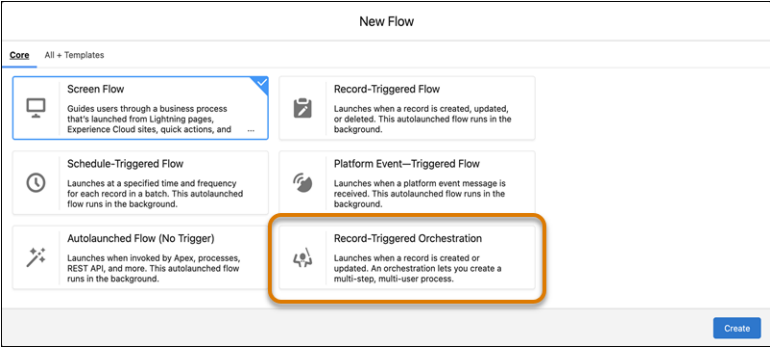 New Flow
Core
All + Templates
Screen Flow
Guides users through a business process
that's launched from Lightning pages,
Experience Cloud sites, quick actions, and ...
Record-Triggered Flow
Launches when a record is created, updated,
or deleted. This autolaunched flow runs in the
background.
Schedule-Triggered Flow
Launches at a specified time and frequency
for each record in a batch. This autolaunched
flow runs in the background.
Platform Event—Triggered Flow
Launches when a platform event message is
received. This autolaunched flow runs in the
background.
Autolaunched Flow (No Trigger)
Launches when invoked by Apex, processes,
REST API, and more. This autolaunched flow
runs in the background.
Record-Triggered Orchestration
Launches when a record is created or
updated. An orchestration lets you create a
multi-step, multi-user process.
Create